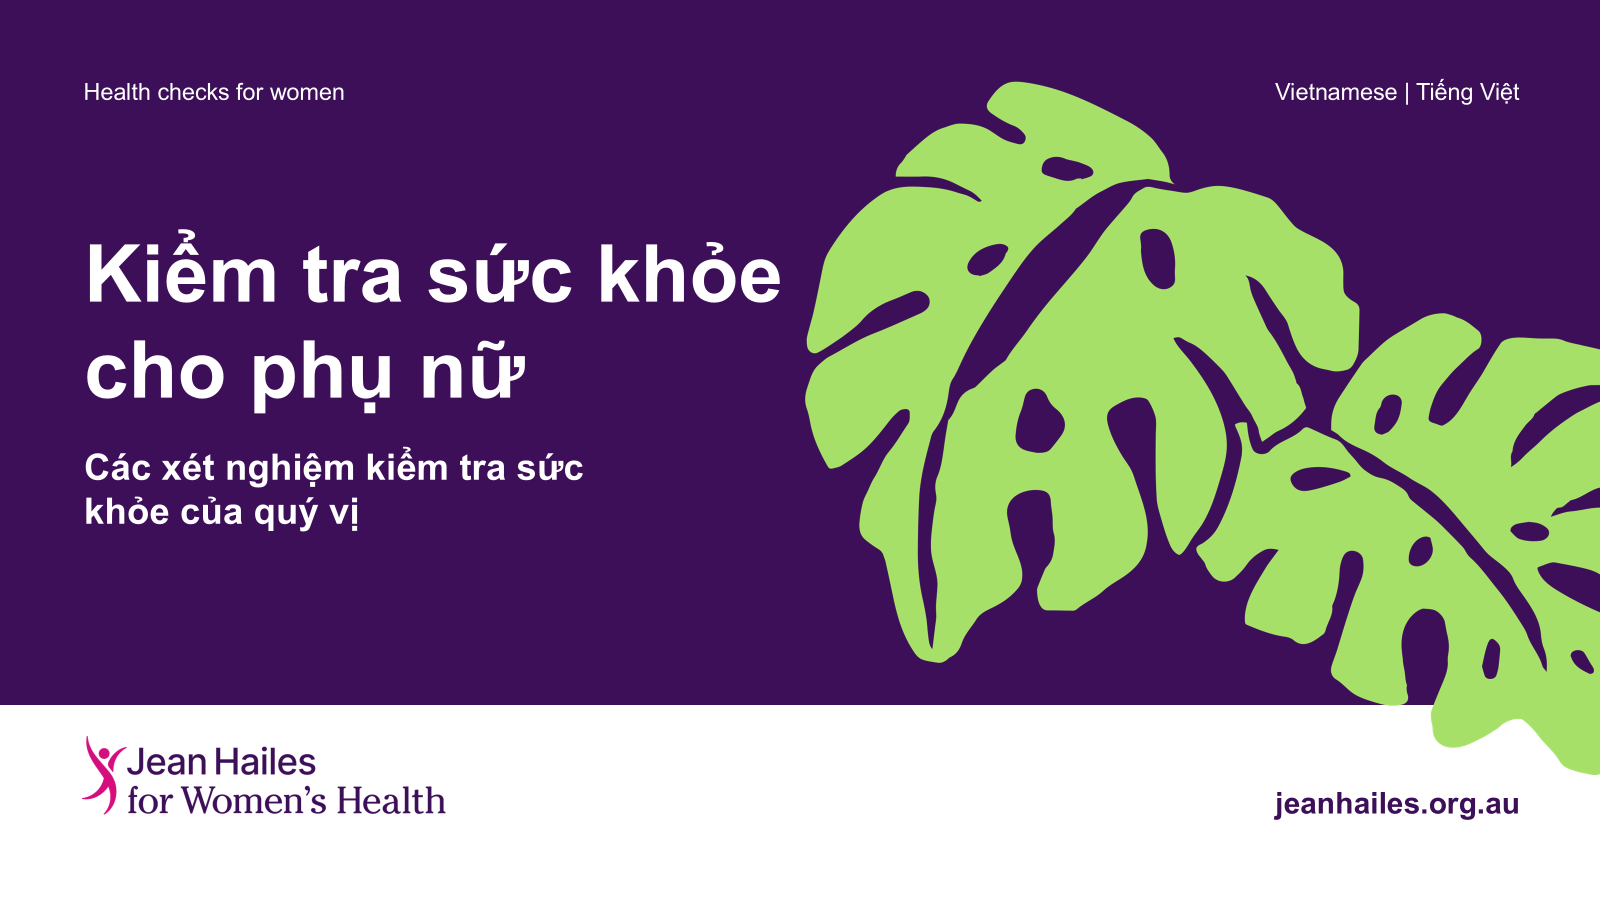 Health checks for women
Vietnamese | Tiếng Việt
Kiểm tra sức khỏe
cho phụ nữ
Các xét nghiệm kiểm tra sức
khỏe của quý vị
Jean Hailes
for Women's Health
jeanhailes.org.au